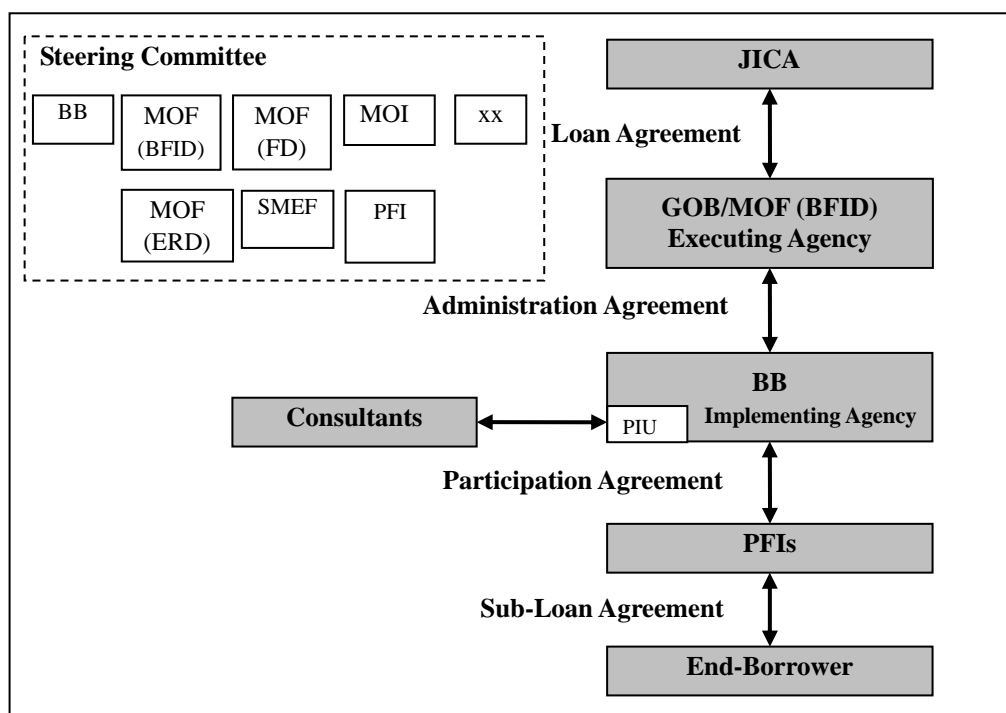 Steering Committee
BB
MOF
(BFID)
MOF
(FD)
MOI
xx
MOF
(ERD)
SMEF
PFI
JICA
Loan Agreement
GOB/MOF (BFID)
Executing Agency
Administration Agreement
BB
Implementing Agency
PIU
Consultants
Participation Agreement
PFIs
Sub-Loan Agreement
End-Borrower